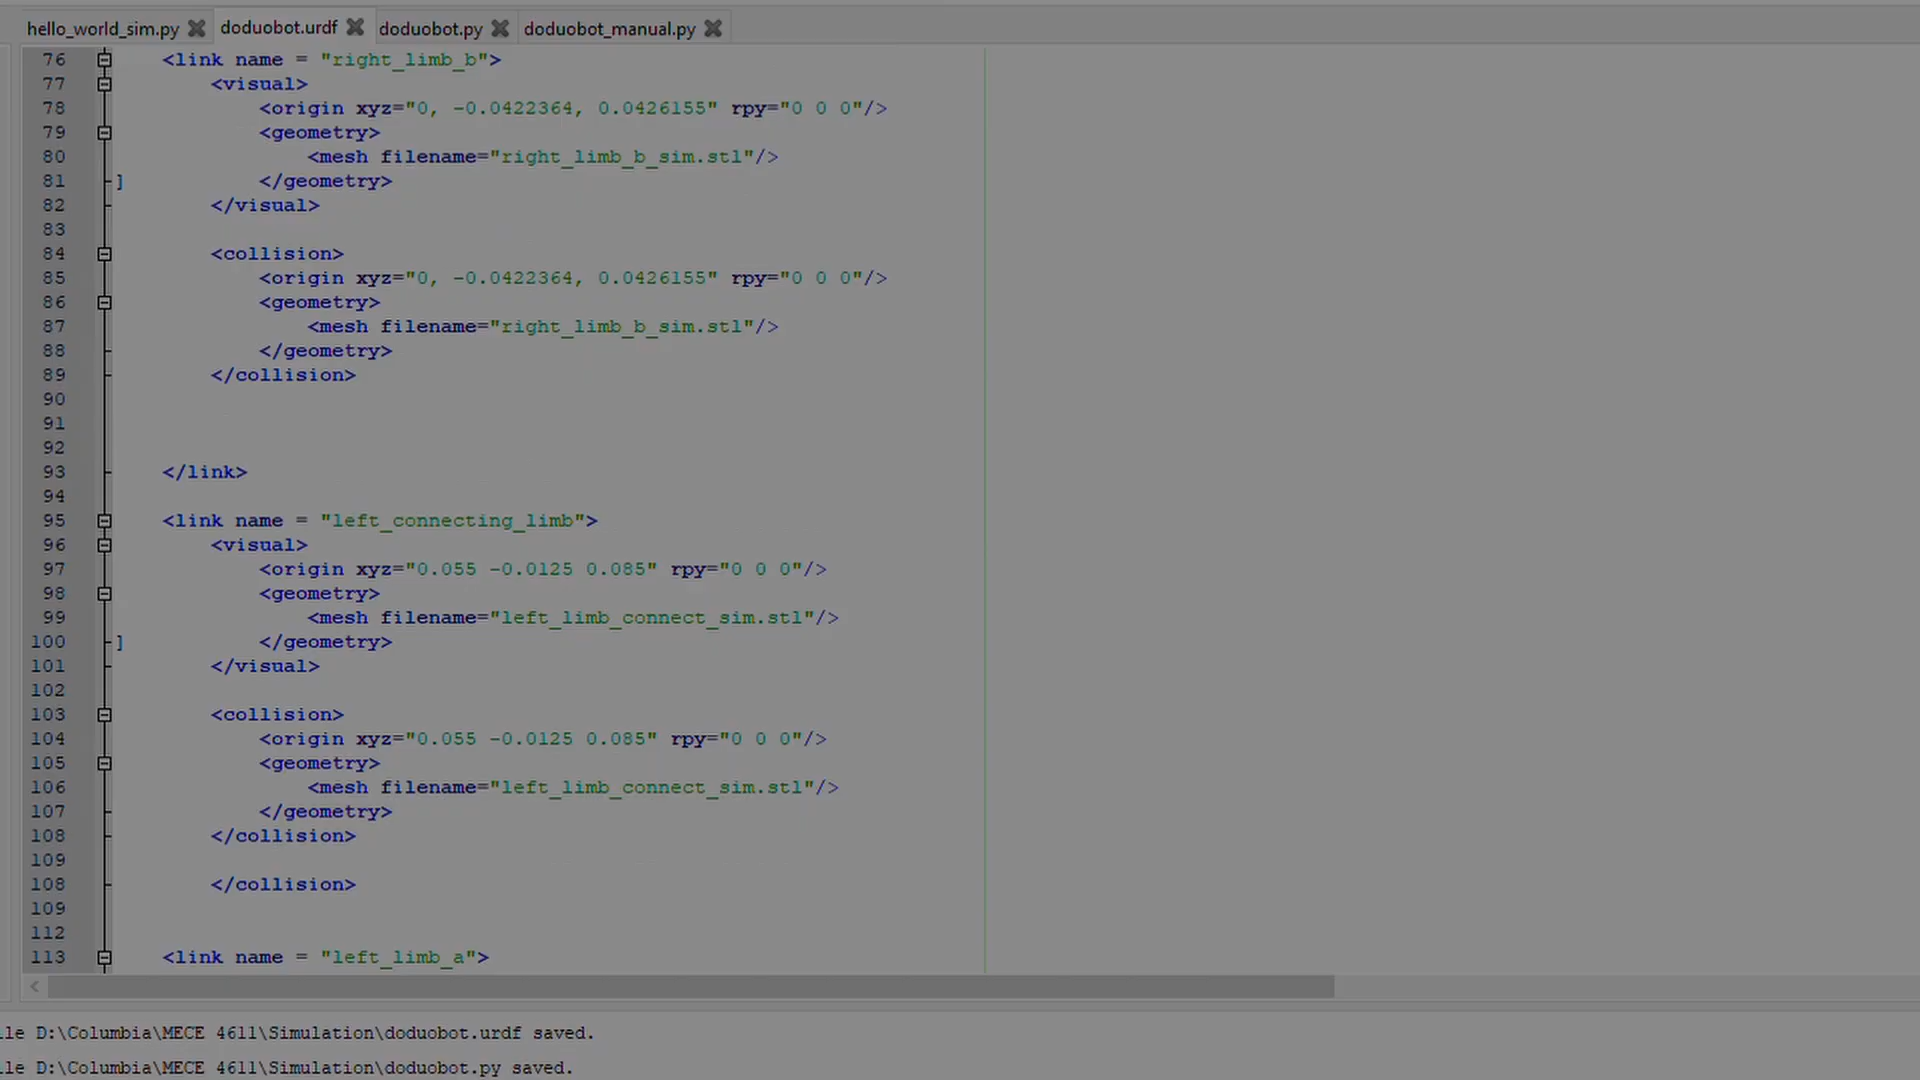 hello_world_sim.py doduobot.urdf doduobot.py doduobot_manual.py
76 <link name = "right_limb_b">
77 <visual>
78 <origin xyz="0, -0.0422364, 0.0426155" rpy="0 0 0"/>
79 <geometry>
80 <mesh filename="right_limb_b_sim.stl"/>
81 </geometry>
82 </visual>
83
84 <collision>
85 <origin xyz="0, -0.0422364, 0.0426155" rpy="0 0 0"/>
86 <geometry>
87 <mesh filename="right_limb_b_sim.stl"/>
88 </geometry>
89 </collision>
90
91
92
93 </link>
94
95 <link name = "left_connecting_limb">
96 <visual>
97 <origin xyz="0.055 -0.0125 0.085" rpy="0 0 0"/>
98 <geometry>
99 <mesh filename="left_limb_connect_sim.stl"/>
100 </geometry>
101 </visual>
102
103 <collision>
104 <origin xyz="0.055 -0.0125 0.085" rpy="0 0 0"/>
105 <geometry>
106 <mesh filename="left_limb_connect_sim.stl"/>
107 </geometry>
108 </collision>
109
108 </collision>
109
112
113 <link name = "left_limb_a">
le D:\Columbia\MECE 4611\Simulation\doduobot.urdf saved.
le D:\Columbia\MECE 4611\Simulation\doduobot.py saved.